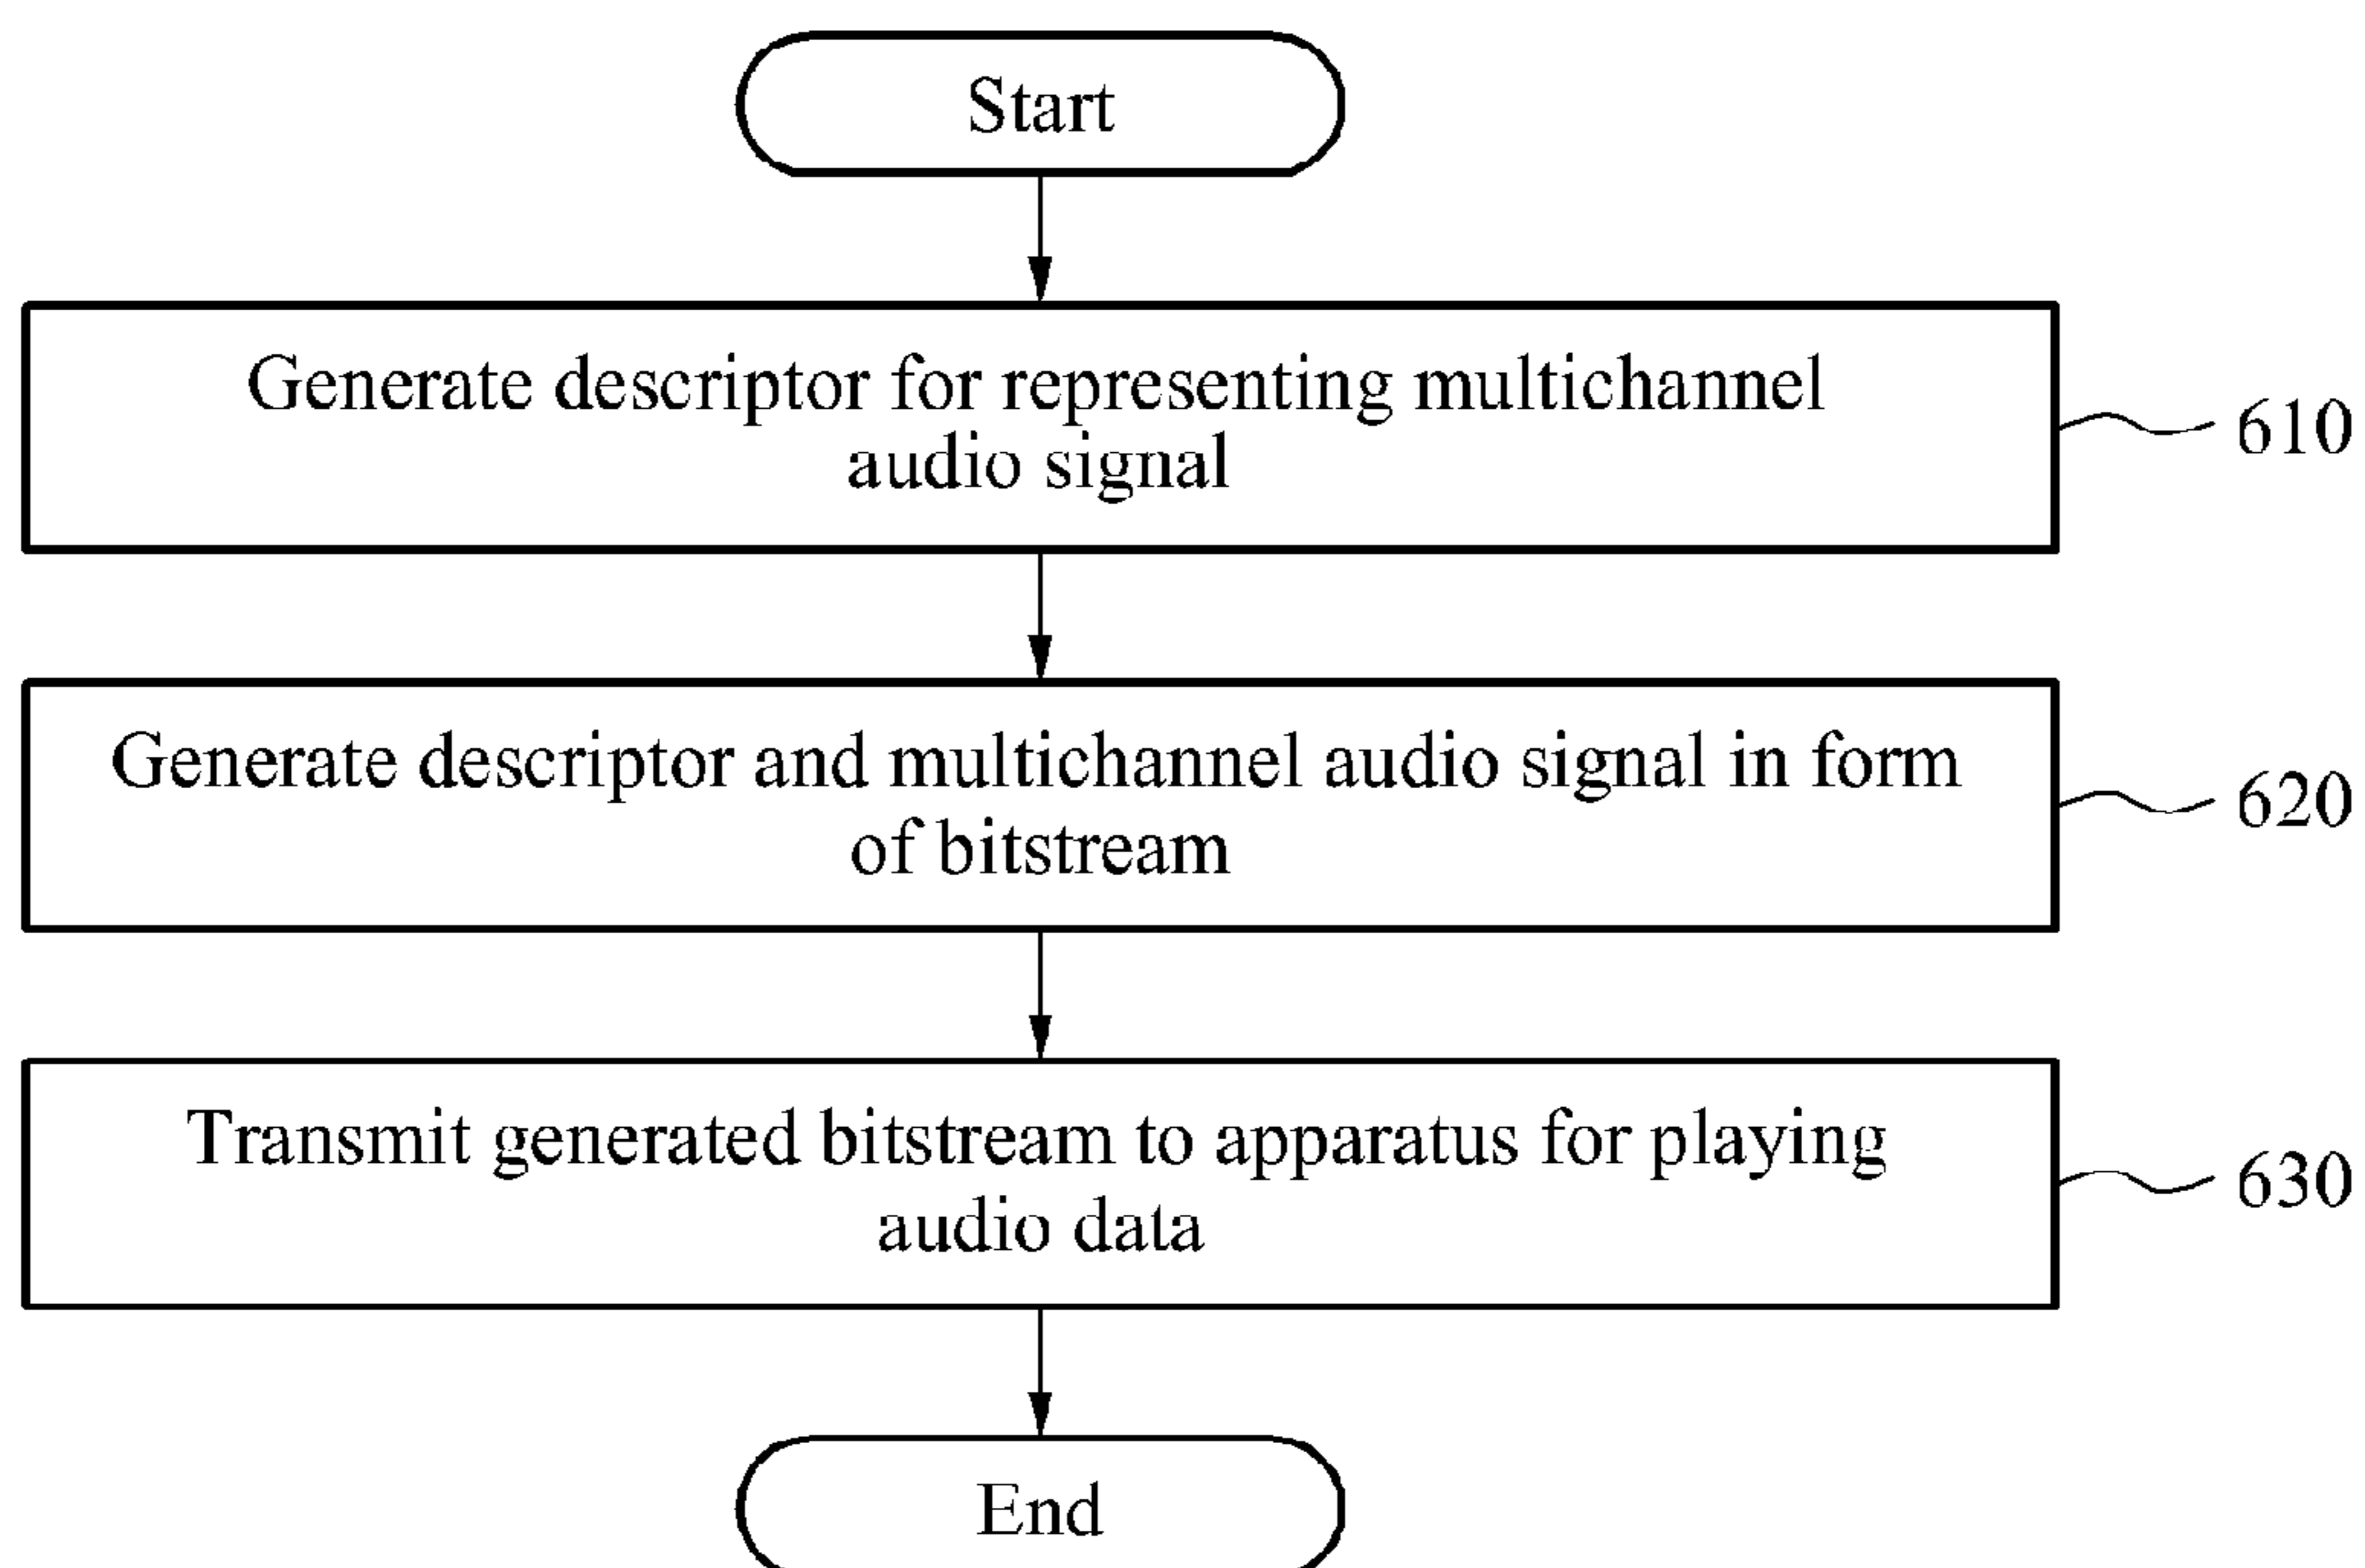 Start
Generate descriptor for representing multichannel
audio signal
610
Generate descriptor and multichannel audio signal in form
of bitstream
620
Transmit generated bitstream to apparatus for playing
audio data
630
End